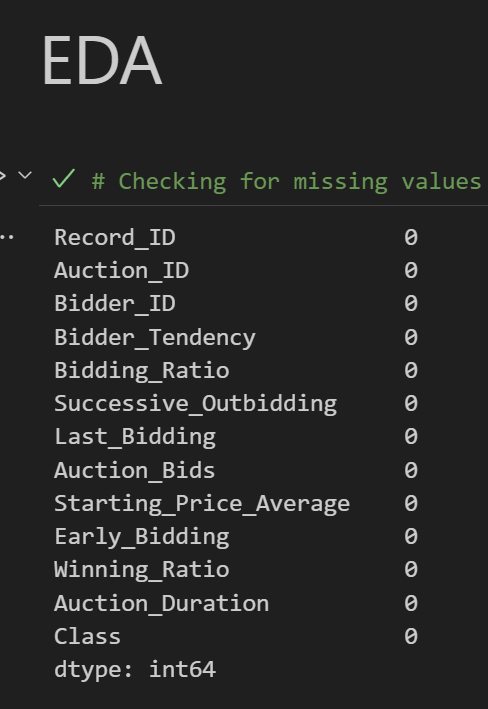 EDA
# Checking for missing values
Record_ID 0
Auction_ID 0
Bidder_ID 0
Bidder_Tendency 0
Bidding_Ratio 0
Successive_Outbidding 0
Last_Bidding 0
Auction_Bids 0
Starting_Price_Average 0
Early_Bidding 0
Winning_Ratio 0
Auction_Duration 0
Class 0
dtype: int64